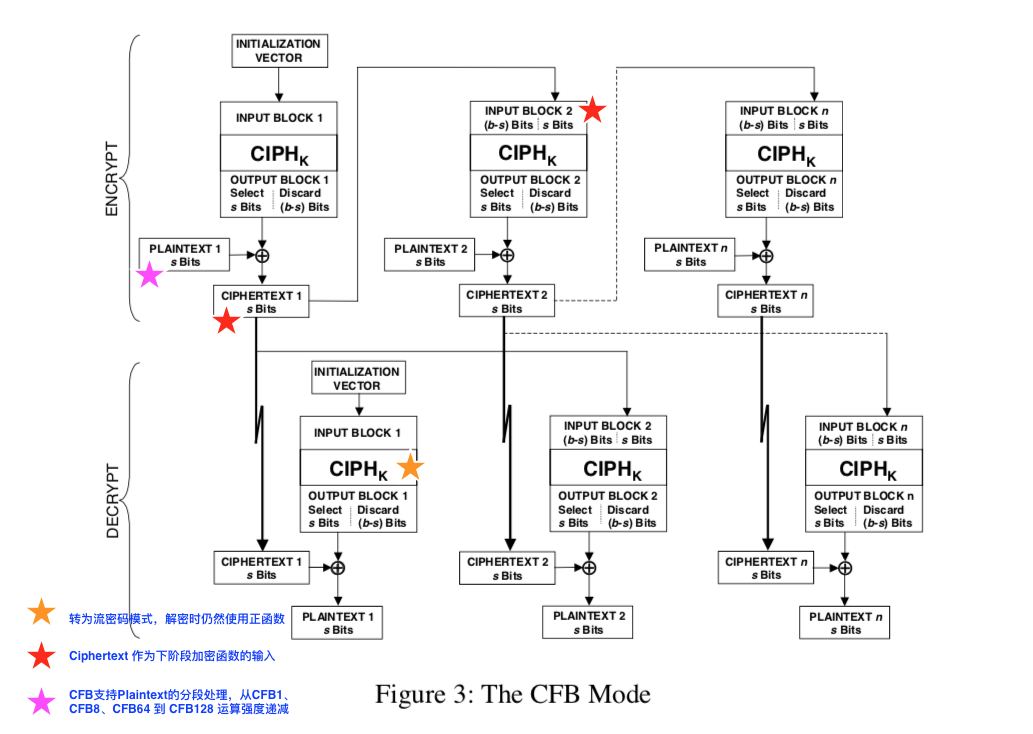 INITIALIZATION
VECTOR
INPUT BLOCK 1
CIPHK
OUTPUT BLOCK 1
Select Discard
s Bits (b-s) Bits
PLAINTEXT 1
s Bits
CIPHERTEXT 1
s Bits
INPUT BLOCK 2
(b-s) Bits s Bits
CIPHK
OUTPUT BLOCK 2
Select Discard
s Bits (b-s) Bits
PLAINTEXT 2
s Bits
CIPHERTEXT 2
s Bits
INPUT BLOCK n
(b-s) Bits s Bits
CIPHK
OUTPUT BLOCK n
Select Discard
s Bits (b-s) Bits
PLAINTEXT n
s Bits
CIPHERTEXT n
s Bits
ENCRYPT
INITIALIZATION
VECTOR
INPUT BLOCK 1
CIPHK
OUTPUT BLOCK 1
Select Discard
s Bits (b-s) Bits
CIPHERTEXT 1
s Bits
PLAINTEXT 1
s Bits
INPUT BLOCK 2
(b-s) Bits s Bits
CIPHK
OUTPUT BLOCK 2
Select Discard
s Bits (b-s) Bits
CIPHERTEXT 2
s Bits
PLAINTEXT 2
s Bits
INPUT BLOCK n
(b-s) Bits s Bits
CIPHK
OUTPUT BLOCK n
Select Discard
s Bits (b-s) Bits
CIPHERTEXT n
s Bits
PLAINTEXT n
s Bits
DECRYPT
转为流密码模式，解密时仍然使用正函数
Ciphertext 作为下阶段加密函数的输入
CFB支持Plaintext的分段处理，从CFB1、
CFB8、CFB64 到 CFB128 运算强度递减
Figure 3: The CFB Mode